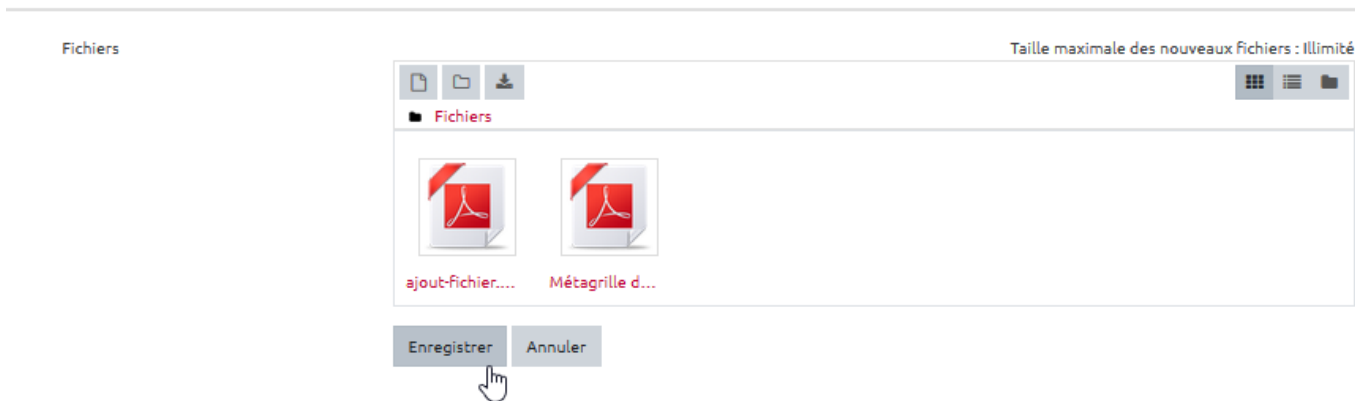 Fichiers
Taille maximale des nouveaux fichiers : Illimité
Fichiers
ajout-fichier.... Métagrille d...
Enregistrer Annuler